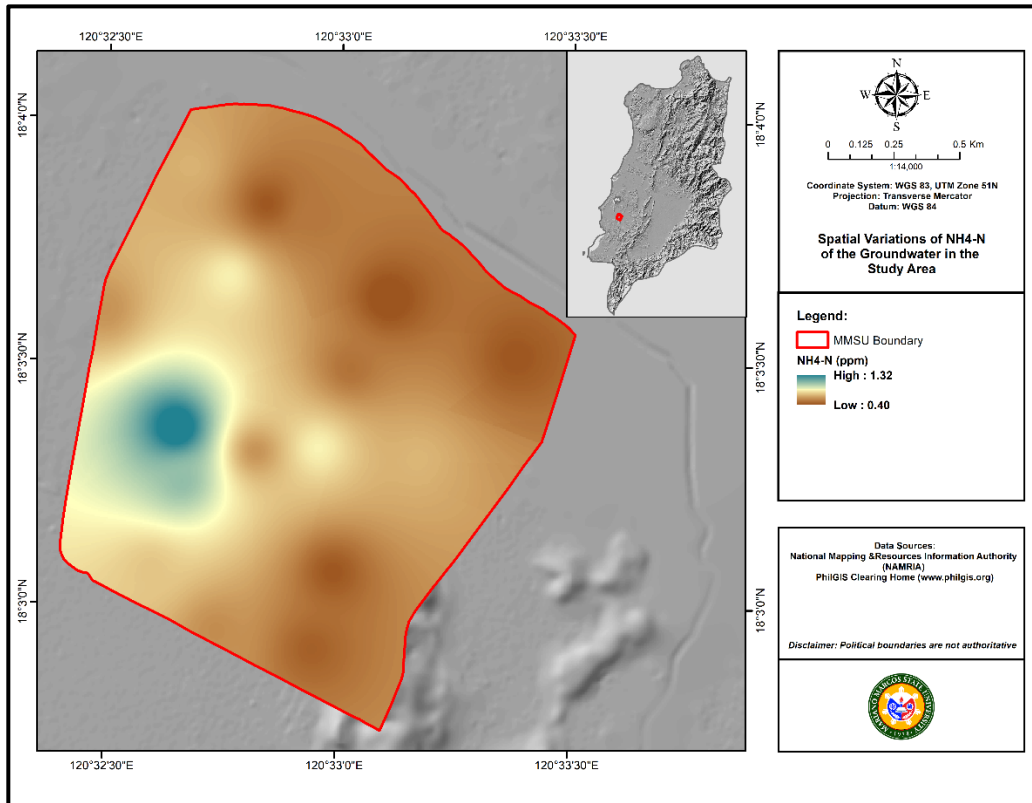 120°32'30"E
120°33'0"E
120°33'30"E
18°4'0"N
18°4'0"N
18°3'30"N
18°3'30"N
18°3'0"N
18°3'0"N
120°32'30"E
120°33'0"E
120°33'30"E
N
W
E
S
0 0.125 0.25 0.5 Km
1:14,000
Coordinate System: WGS 83, UTM Zone 51N
Projection: Transverse Mercator
Datum: WGS 84
Spatial Variations of NH4-N
of the Groundwater in the
Study Area
Legend:
MMSU Boundary
NH4-N (ppm)
High : 1.32
Low : 0.40
Data Sources:
National Mapping &Resources Information Authority
(NAMRIA)
PhilGIS Clearing Home (www.philgis.org)
Disclaimer: Political boundaries are not authoritative
MARIANO MARCOS STATE UNIVERSITY
1978